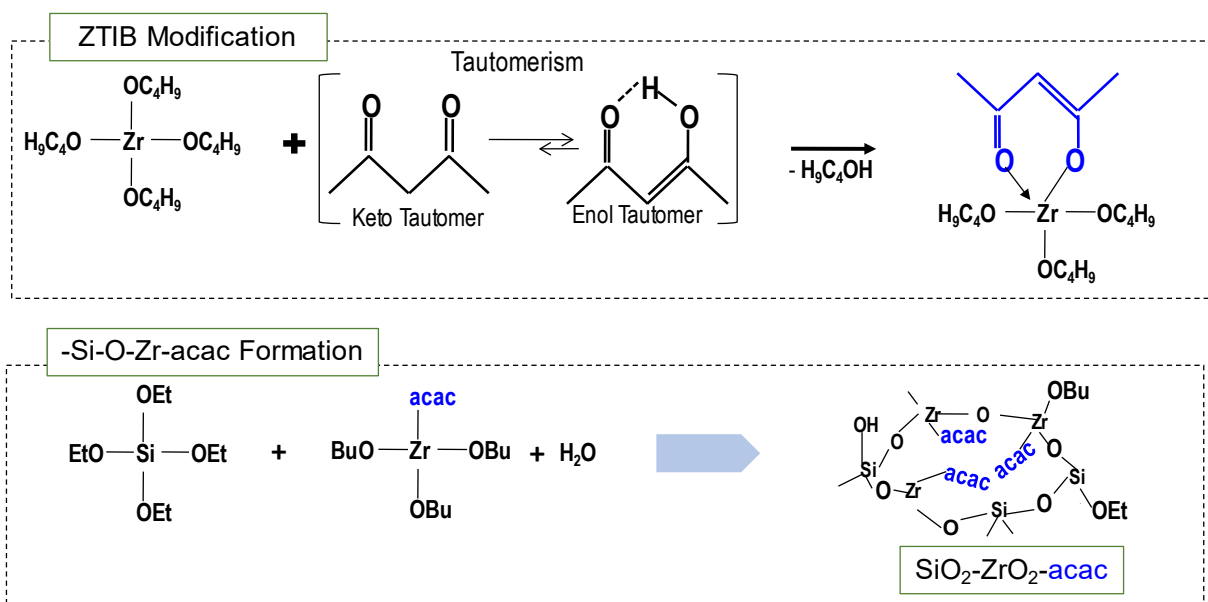 ZTIB Modification
Tautomerism
OC₄H₉
H₉C₄O Zr OC₄H₉
OC₄H₉
+
O O
Keto Tautomer
H
O O
Enol Tautomer
- H₉C₄OH
O O
H₉C₄O Zr OC₄H₉
OC₄H₉
-Si-O-Zr-acac Formation
OEt
EtO Si OEt
OEt
+
acac
BuO Zr OBu
OBu
+ H₂O
OBu
Zr O Zr
OH O acac acac O
Si O Zr acac Si
O Si O OEt
SiO₂-ZrO₂-acac